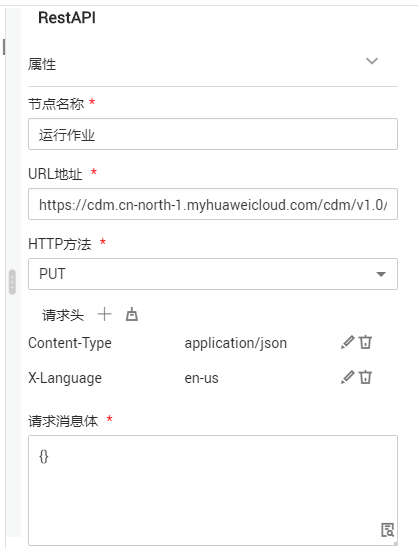 RestAPI
属性
节点名称 *
运行作业
URL地址 *
https://cdm.cn-north-1.myhuaweicloud.com/cdm/v1.0/
HTTP方法 *
PUT
请求头
Content-Type application/json
X-Language en-us
请求消息体 *
{}